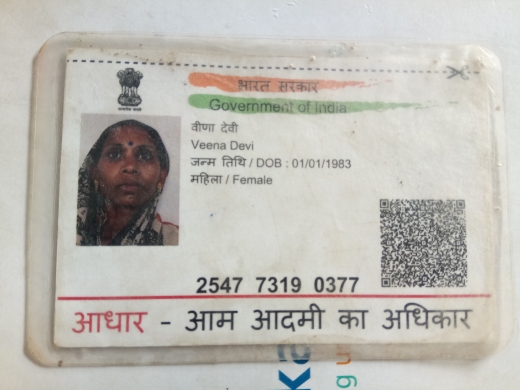 भारत सरकार
Government of India
वीणा देवी
Veena Devi
जन्म तिथि / DOB : 01/01/1983
महिला / Female
2547 7319 0377
आधार - आम आदमी का अधिकार